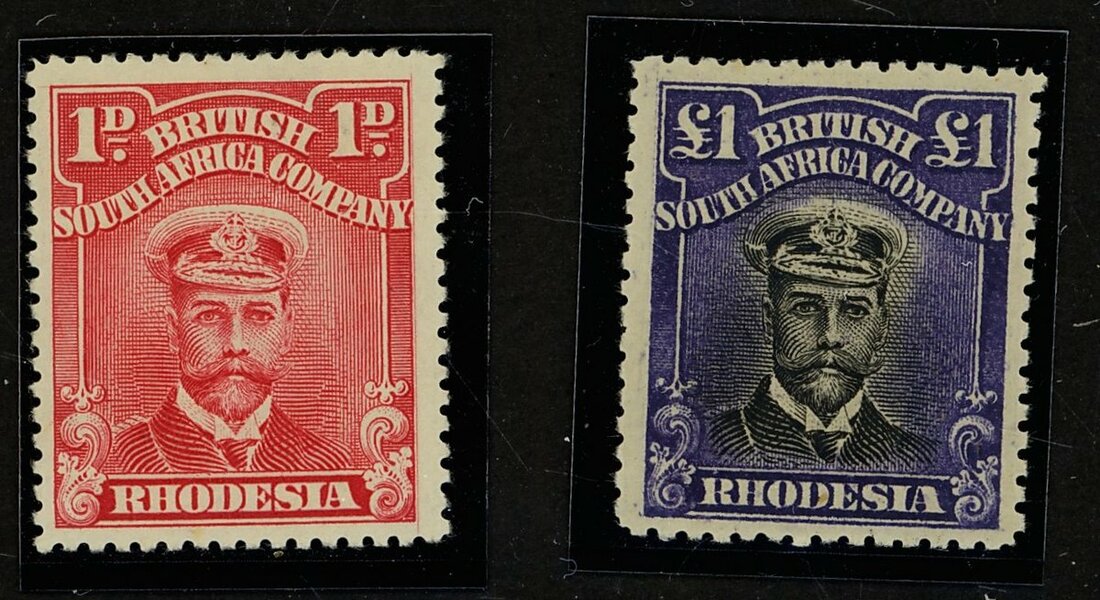 1D. 1D.
BRITISH
SOUTH AFRICA COMPANY
RHODESIA
£1 £1
BRITISH
SOUTH AFRICA COMPANY
RHODESIA